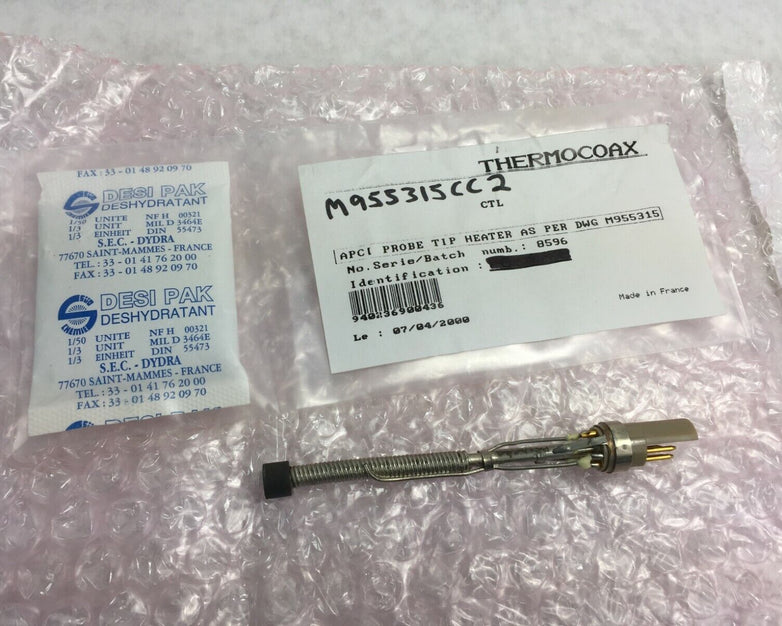 FAX : 33 - 01 48 92 09 70
DESI PAK
DESHYDRATANT
1/50 UNITE NF H 00321
1/3 UNIT MIL D 3464E
1/3 EINHEIT DIN 55473
S.E.C. - DYDRA
77670 SAINT-MAMMES - FRANCE
TEL. : 33 - 01 41 76 20 00
FAX : 33 - 01 48 92 09 70
DESI PAK
DESHYDRATANT
1/50 UNITE NF H 00321
1/3 UNIT MIL D 3464E
1/3 EINHEIT DIN 55473
S.E.C. - DYDRA
77670 SAINT-MAMMES - FRANCE
TEL. : 33 - 01 41 76 20 00
FAX : 33 - 01 48 92 09 70
THERMOCOAX
M955315CC2
CTL
APCI PROBE TIP HEATER AS PER DWG M955315
No.Serie/Batch numb.: 8596
Identification :
940236900436
Made in France
Le : 07/04/2000